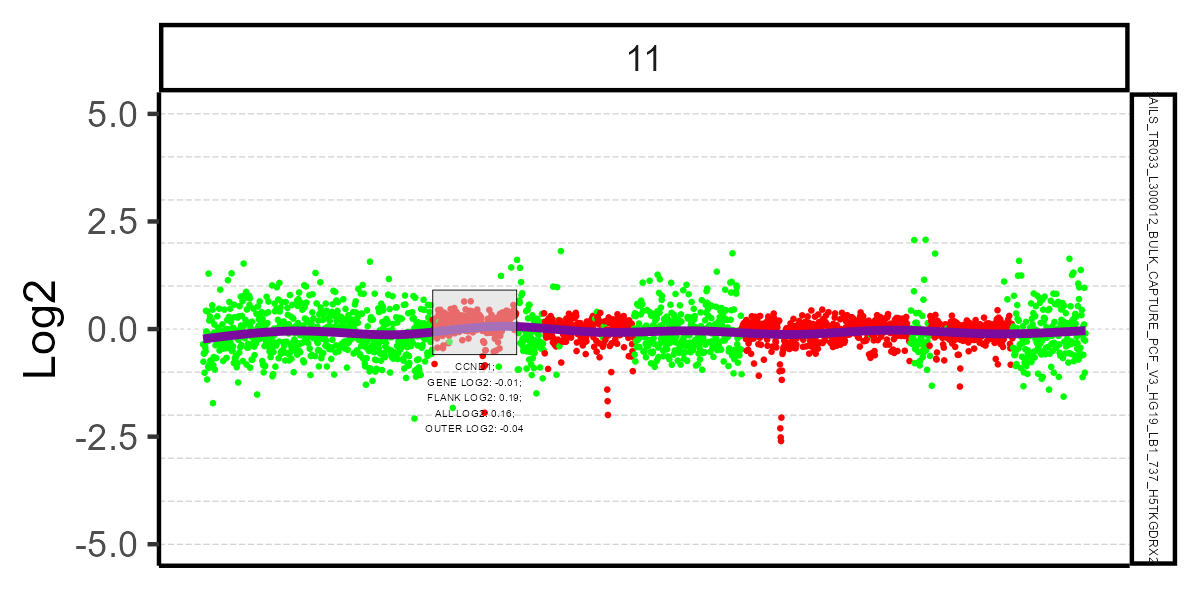 11
5.0
2.5
0.0
-2.5
-5.0
Log2
CCND1;
GENE LOG2: -0.01;
FLANK LOG2: 0.19;
ALL LOG2: 0.16;
OUTER LOG2: -0.04
AILS_TR033_L300012_BULK_CAPTURE_PCF_V3_HG19_LB1_737_H5TKGDRX2